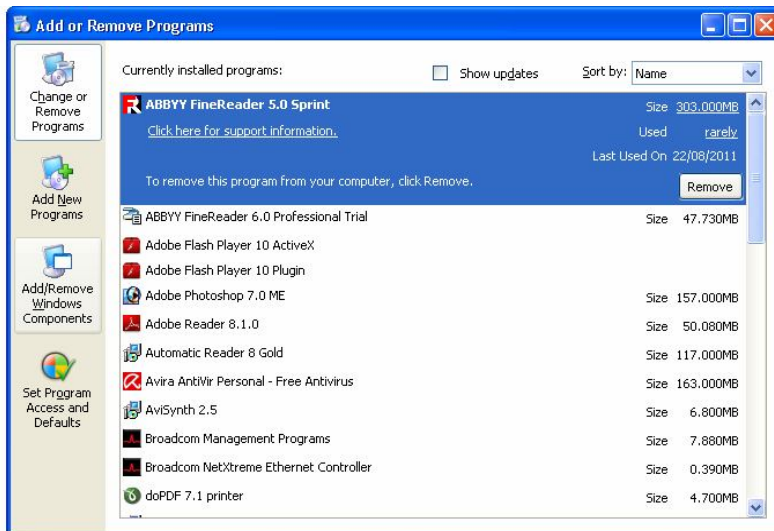 Add or Remove Programs
Change or
Remove
Programs
Add New
Programs
Add/Remove
Windows
Components
Set Program
Access and
Defaults
Currently installed programs:
Show updates
Sort by: Name
ABBYY FineReader 5.0 Sprint Size 303.000MB
Click here for support information. Used rarely
Last Used On 22/08/2011
To remove this program from your computer, click Remove. Remove
ABBYY FineReader 6.0 Professional Trial Size 47.730MB
Adobe Flash Player 10 ActiveX
Adobe Flash Player 10 Plugin
Adobe Photoshop 7.0 ME Size 157.000MB
Adobe Reader 8.1.0 Size 50.080MB
Automatic Reader 8 Gold Size 117.000MB
Avira AntiVir Personal - Free Antivirus Size 163.000MB
AviSynth 2.5 Size 6.800MB
Broadcom Management Programs Size 7.880MB
Broadcom NetXtreme Ethernet Controller Size 0.390MB
doPDF 7.1 printer Size 4.700MB